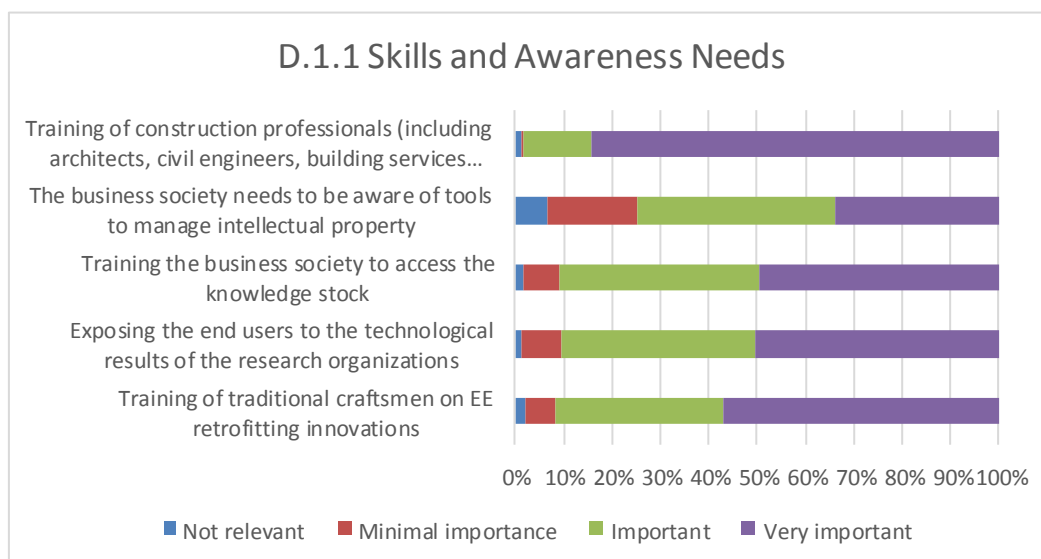 D.1.1 Skills and Awareness Needs
Training of construction professionals (including
architects, civil engineers, building services...
The business society needs to be aware of tools
to manage intellectual property
Training the business society to access the
knowledge stock
Exposing the end users to the technological
results of the research organizations
Training of traditional craftsmen on EE
retrofitting innovations
0% 10% 20% 30% 40% 50% 60% 70% 80% 90% 100%
Not relevant Minimal importance Important Very important